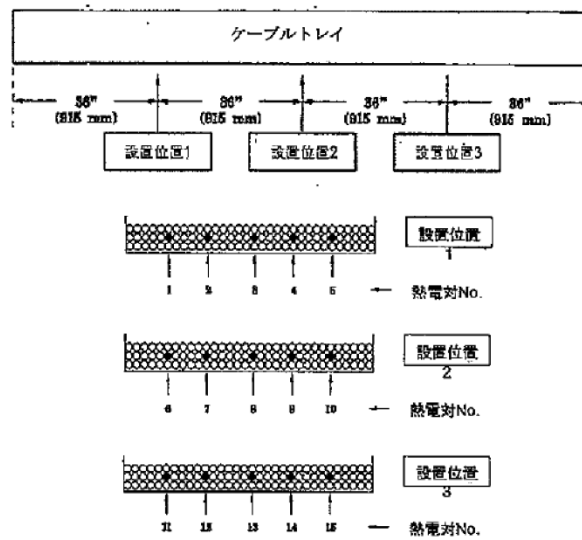 ケーブルトレイ
36" 36" 36" 36"
(915 mm) (915 mm) (915 mm) (915 mm)
設置位置1 設置位置2 設置位置3
設置位置
1
1 2 3 4 5 ← 熱電対No.
設置位置
2
6 7 8 9 10 ← 熱電対No.
設置位置
3
11 12 13 14 15 ← 熱電対No.